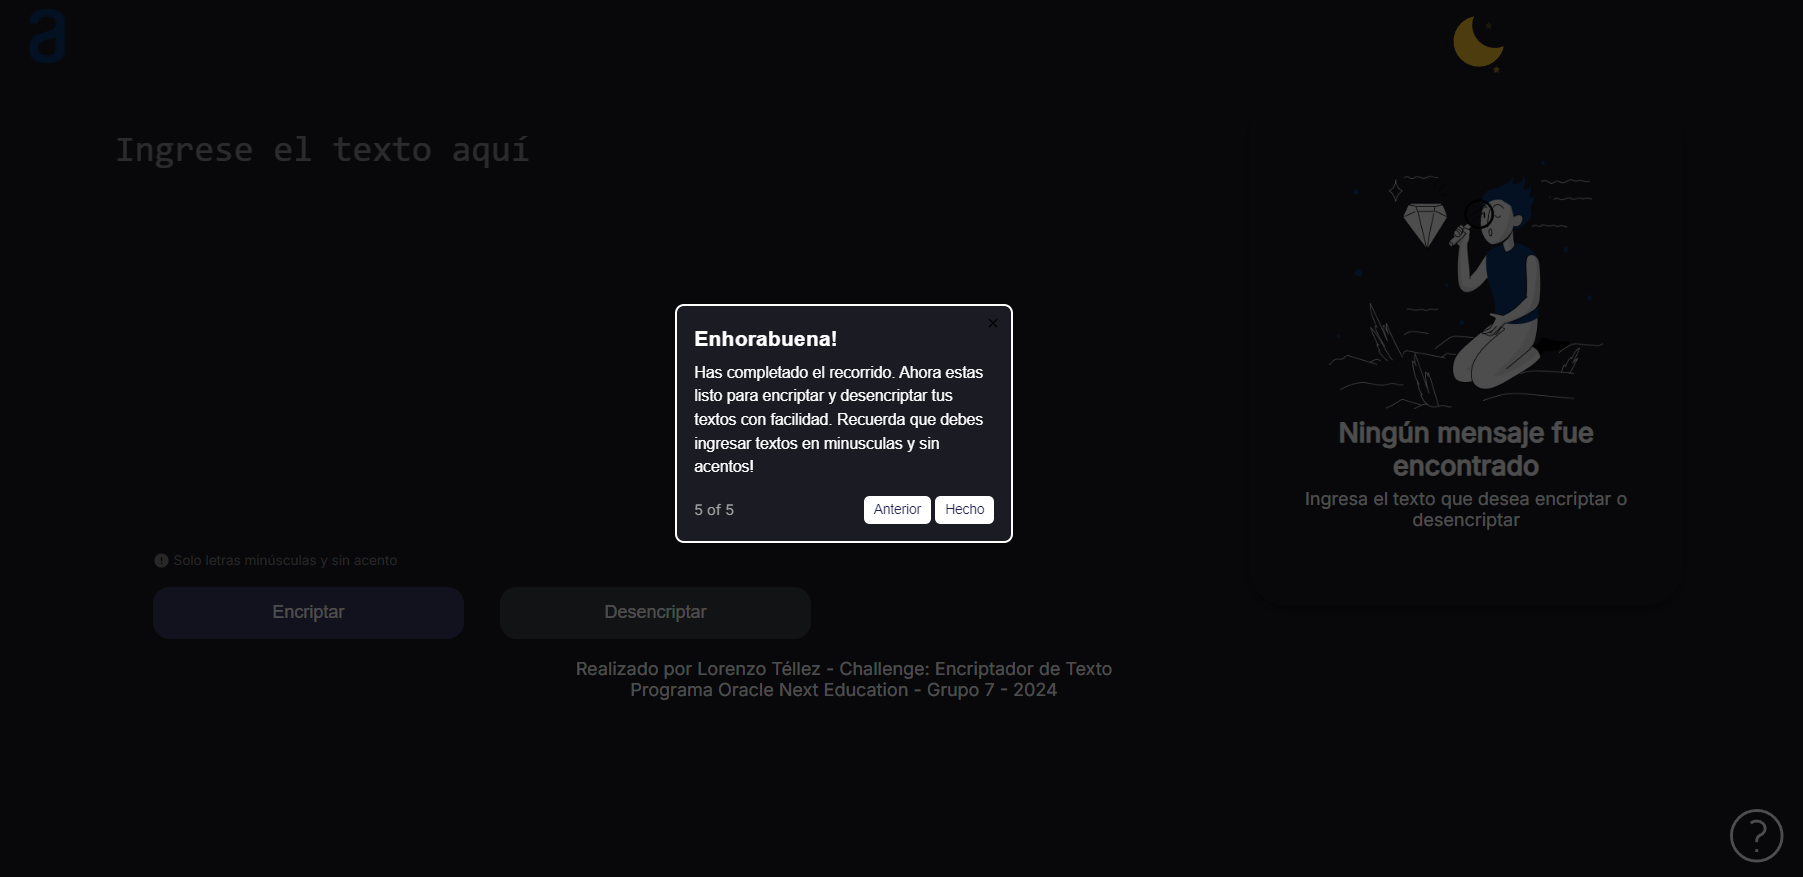 a
Ingrese el texto aquí
Enhorabuena!
Has completado el recorrido. Ahora estas
listo para encriptar y desencriptar tus
textos con facilidad. Recuerda que debes
ingresar textos en minusculas y sin
acentos!
5 of 5
Anterior
Hecho
Ningún mensaje fue
encontrado
Ingresa el texto que desea encriptar o
desencriptar
Solo letras minúsculas y sin acento
Encriptar
Desencriptar
Realizado por Lorenzo Téllez - Challenge: Encriptador de Texto
Programa Oracle Next Education - Grupo 7 - 2024
?